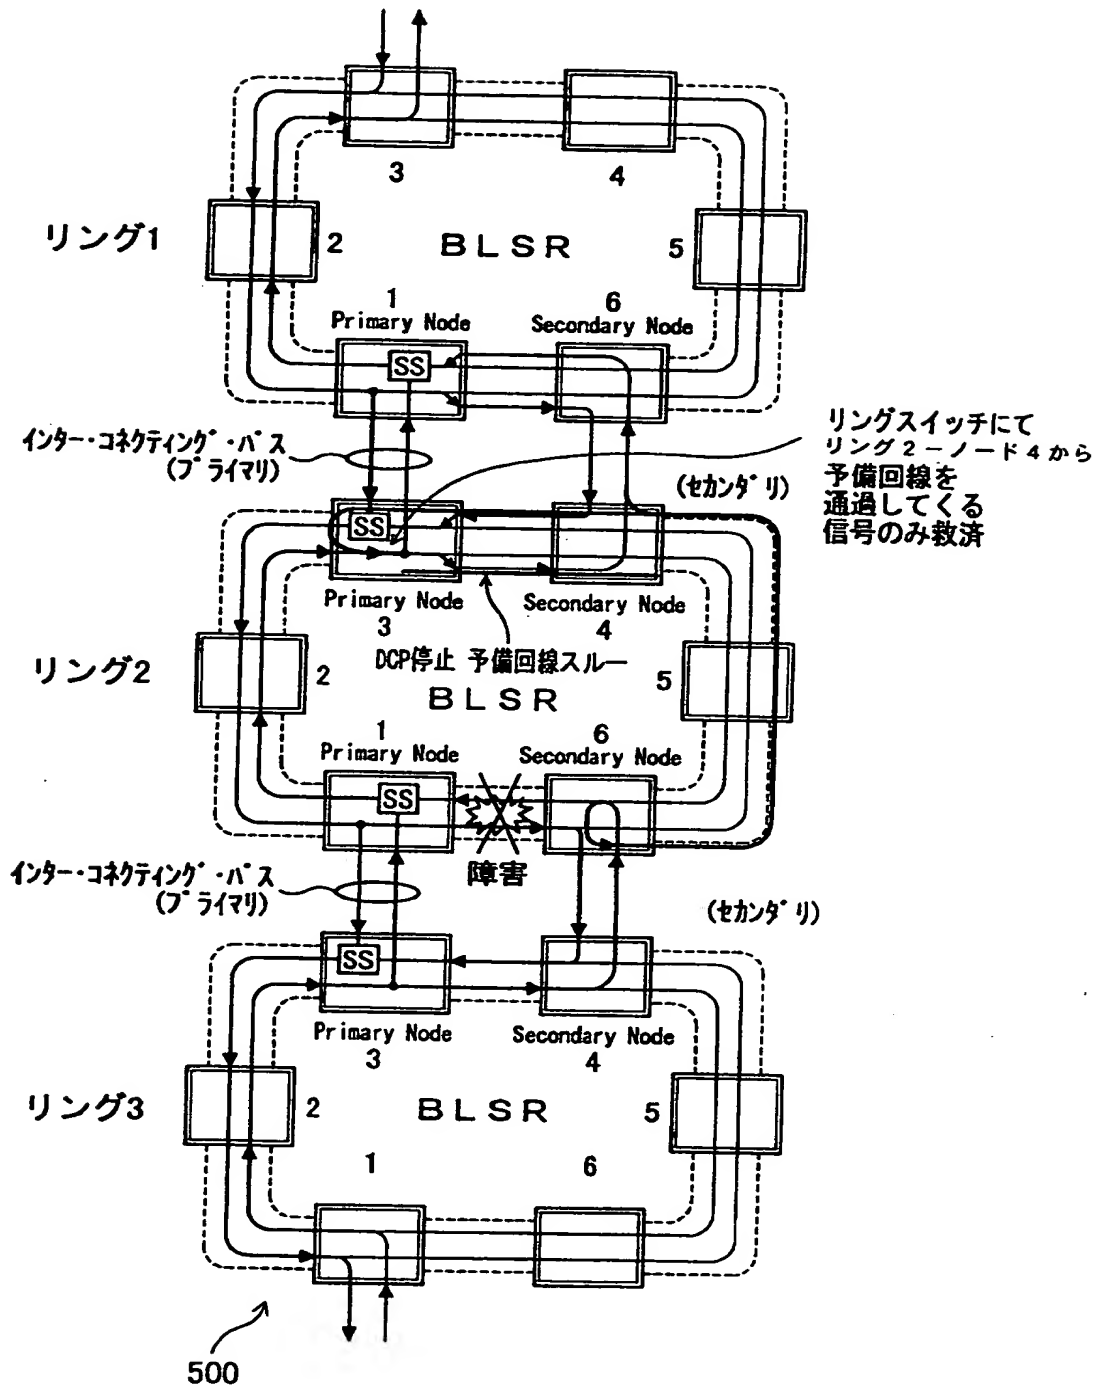 3
4
リング1
2
BLSR
5
1
Primary Node
6
Secondary Node
SS
インター・コネクティング・パス
(プライマリ)
リングスイッチにて
リング2ーノード4から
予備回線を
通過してくる
信号のみ救済
(セカンダリ)
SS
Primary Node
3
Secondary Node
4
DCP停止 予備回線スルー
リング2
2
BLSR
5
1
Primary Node
6
Secondary Node
SS
障害
インター・コネクティング・パス
(プライマリ)
(セカンダリ)
SS
Primary Node
3
Secondary Node
4
リング3
2
BLSR
5
1
6
500